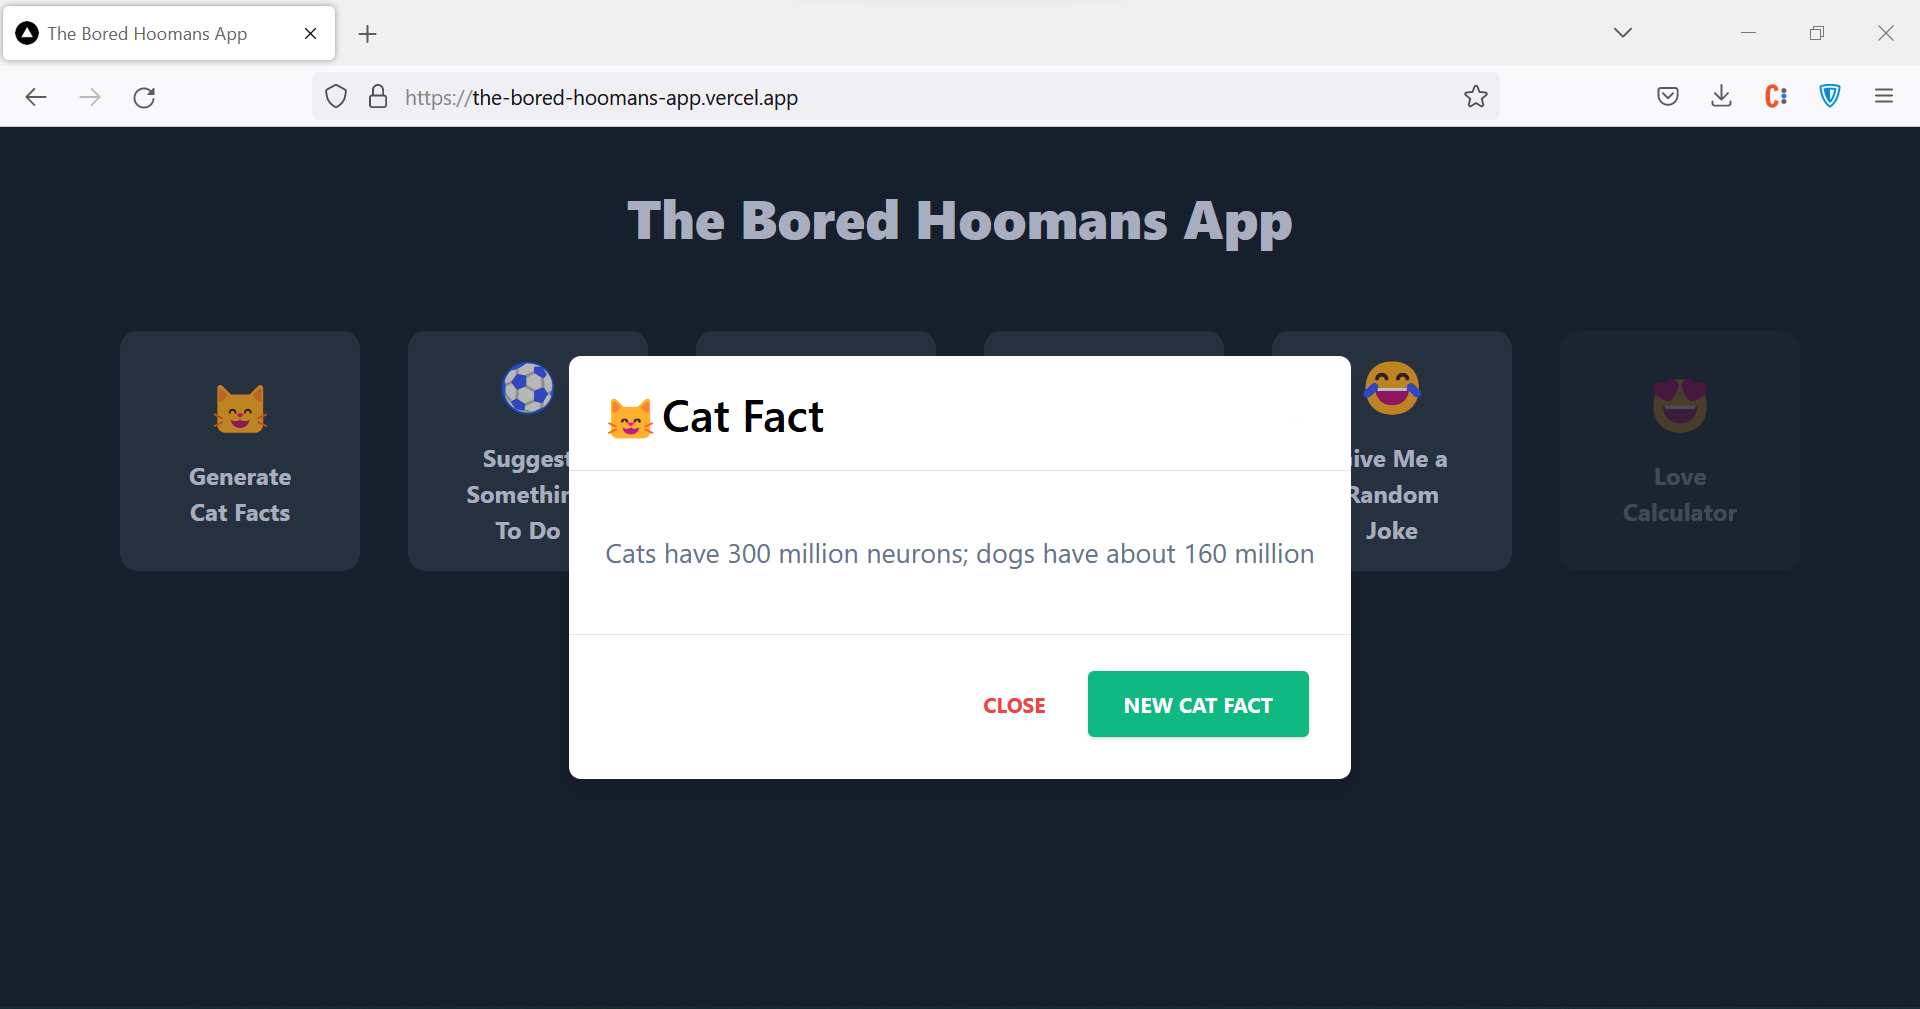 The Bored Hoomans App
https://the-bored-hoomans-app.vercel.app
The Bored Hoomans App
Generate
Cat Facts
Suggest
To Do
Cat Fact
Cats have 300 million neurons; dogs have about 160 million
CLOSE
NEW CAT FACT
Me a
Random
Joke
Love
Calculator